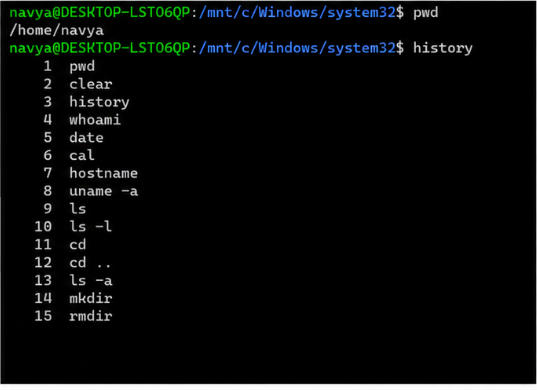 navya@DESKTOP-LSTO6QP:/mnt/c/Windows/system32$ pwd
/home/navya
navya@DESKTOP-LSTO6QP:/mnt/c/Windows/system32$ history
1 pwd
2 clear
3 history
4 whoami
5 date
6 cal
7 hostname
8 uname -a
9 ls
10 ls -l
11 cd
12 cd ..
13 ls -a
14 mkdir
15 rmdir